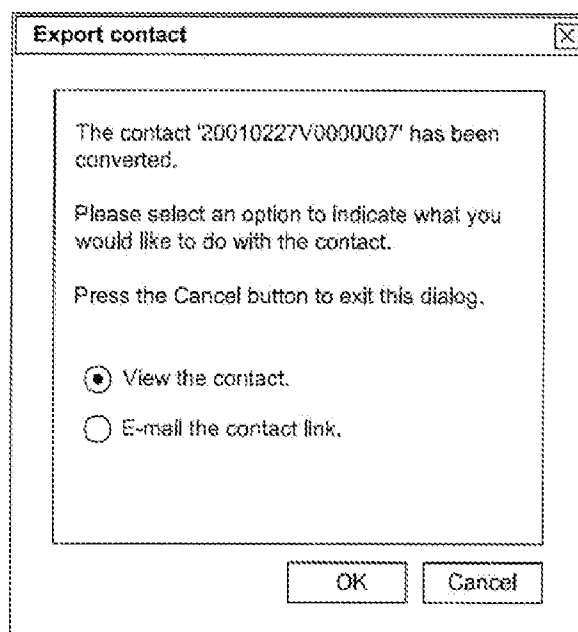 Export contact
The contact '20010227V0000007' has been
converted.
Please select an option to indicate what you
would like to do with the contact.
Press the Cancel button to exit this dialog.
View the contact.
E-mail the contact link.
OK
Cancel